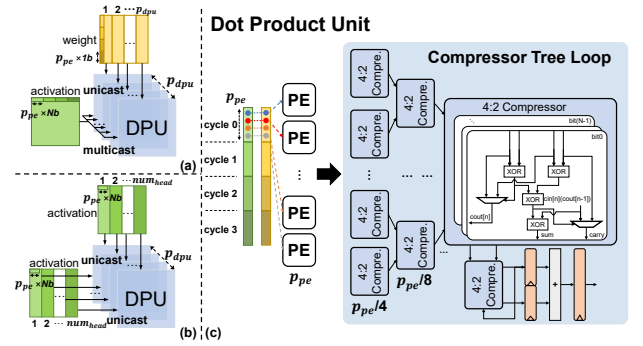 weight
1 2 ... p_dpu
p_pe × 1b
activation
unicast
p_dpu
p_pe × Nb
DPU
multicast
(a)
1 2 ... num_head
p_pe × Nb
activation
p_dpu
activation
unicast
p_pe × Nb
...
DPU
1 2 ... num_head
unicast
(b)
(c)
Dot Product Unit
p_pe
cycle 0
cycle 1
cycle 2
cycle 3
PE
PE
...
PE
PE
p_pe
Compressor Tree Loop
4:2 Compre.
4:2 Compre.
4:2 Compre.
... ...
4:2 Compre.
4:2 Compre.
4:2 Compre.
p_pe/4
p_pe/8
...
4:2 Compressor
bit(N-1)
bit0
XOR
XOR
XOR
cin[n](cout[n-1])
cout[n]
XOR
sum
carry
4:2 Compre.
+